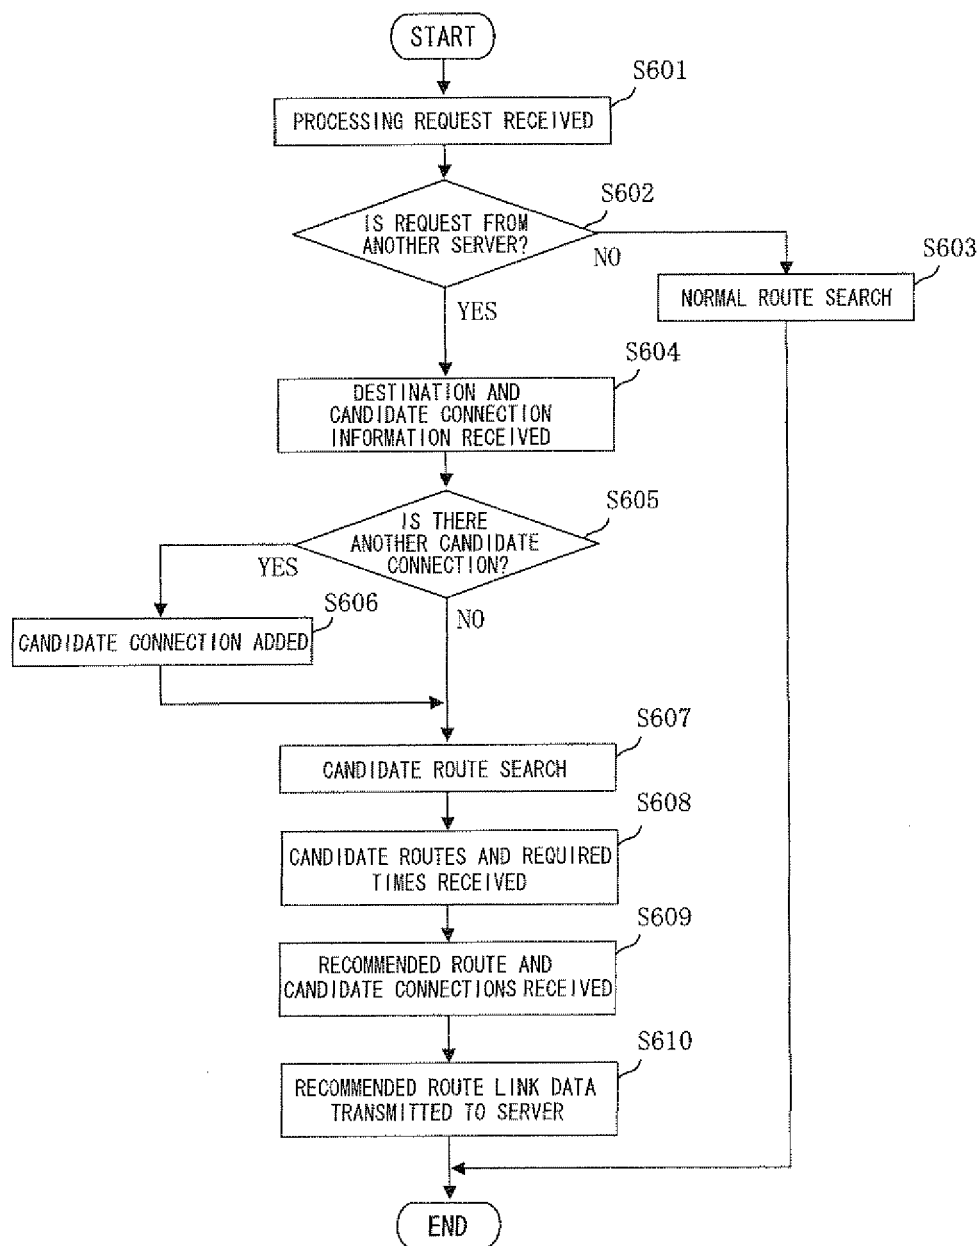 START
S601
PROCESSING REQUEST RECEIVED
S602
IS REQUEST FROM
ANOTHER SERVER?
NO
S603
NORMAL ROUTE SEARCH
YES
S604
DESTINATION AND
CANDIDATE CONNECTION
INFORMATION RECEIVED
S605
IS THERE
ANOTHER CANDIDATE
CONNECTION?
YES
S606
NO
CANDIDATE CONNECTION ADDED
S607
CANDIDATE ROUTE SEARCH
S608
CANDIDATE ROUTES AND REQUIRED
TIMES RECEIVED
S609
RECOMMENDED ROUTE AND
CANDIDATE CONNECTIONS RECEIVED
S610
RECOMMENDED ROUTE LINK DATA
TRANSMITTED TO SERVER
END